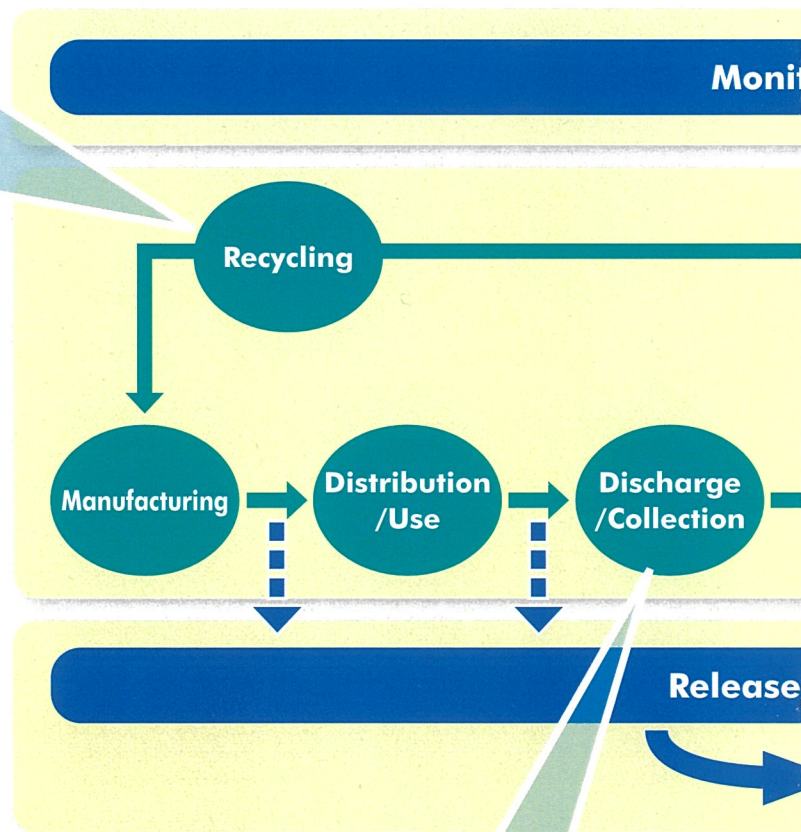 Monit
Recycling
Manufacturing
Distribution
/Use
Discharge
/Collection
Release